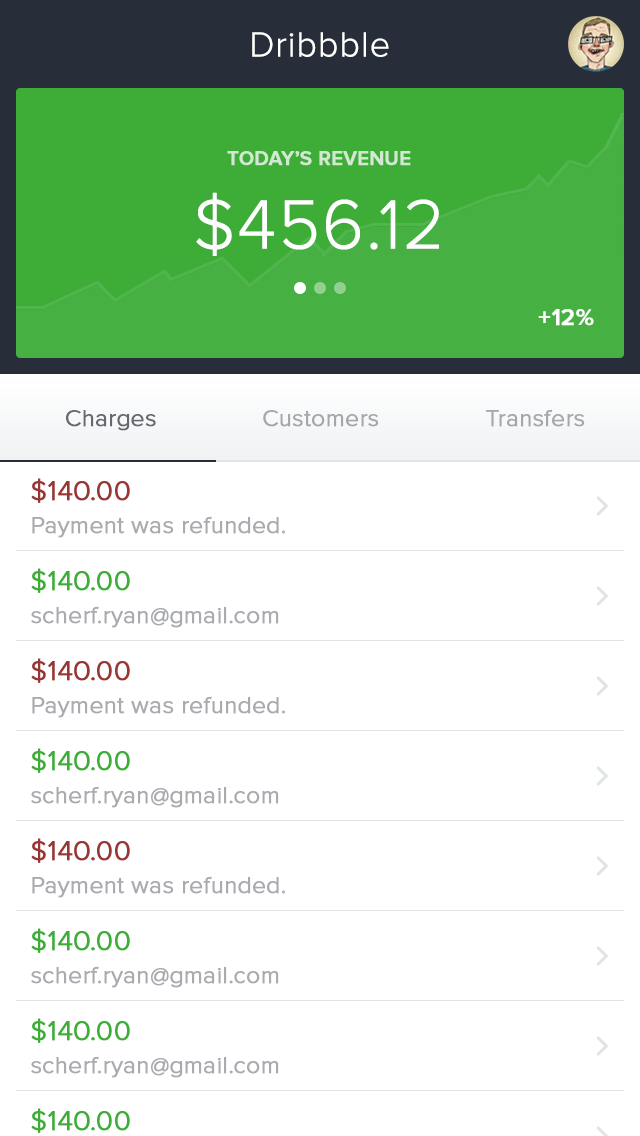 Dribbble
TODAY'S REVENUE
$456.12
+12%
Charges Customers Transfers
$140.00
Payment was refunded.
$140.00
scherf.ryan@gmail.com
$140.00
Payment was refunded.
$140.00
scherf.ryan@gmail.com
$140.00
Payment was refunded.
$140.00
scherf.ryan@gmail.com
$140.00
scherf.ryan@gmail.com
$140.00